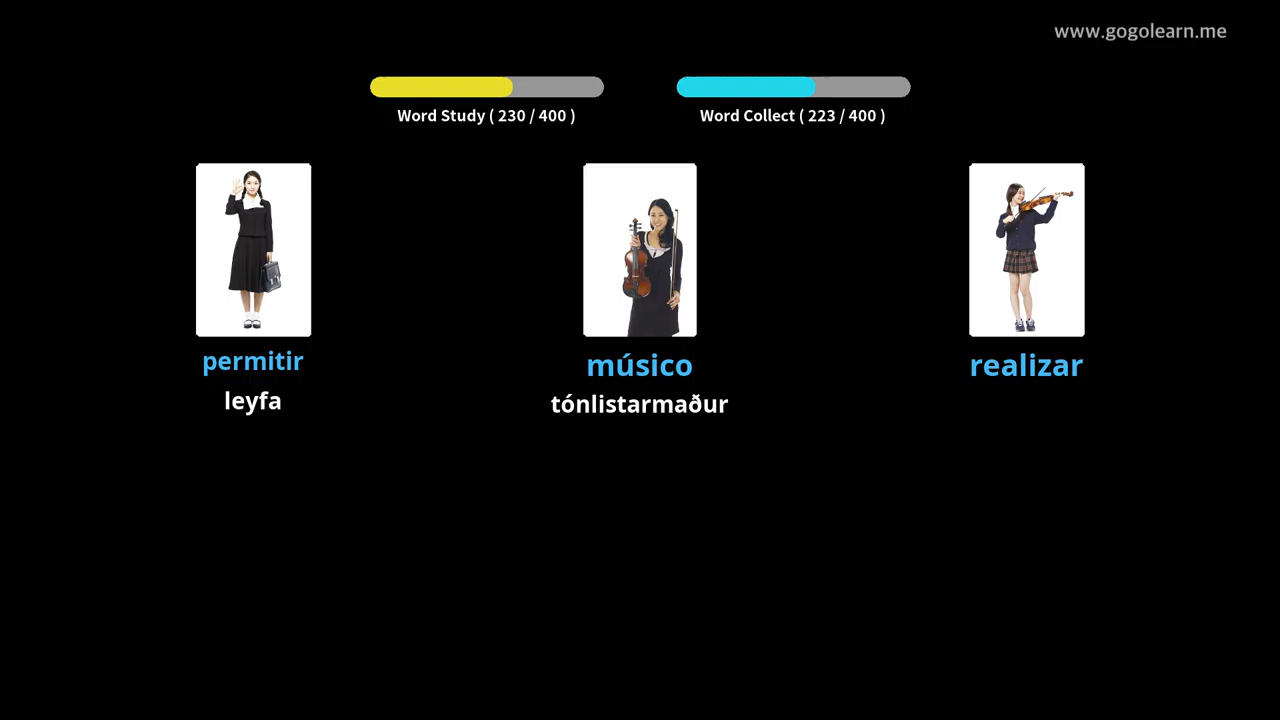 www.gogolearn.me
Word Study ( 230 / 400 )
Word Collect ( 223 / 400 )
permitir
músico
realizar
leyfa
tónlistarmaður